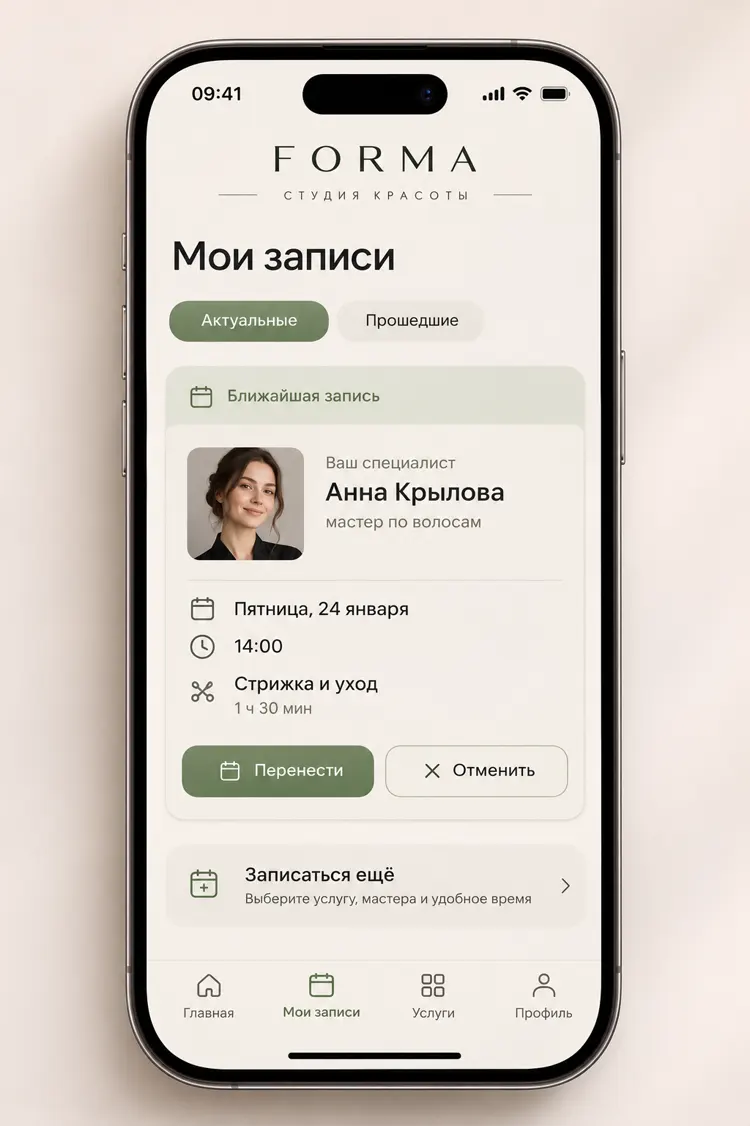 09:41
FORMA
СТУДИЯ КРАСОТЫ
Мои записи
Актуальные
Прошедшие
Ближайшая запись
Ваш специалист
Анна Крылова
мастер по волосам
Пятница, 24 января
14:00
Стрижка и уход
1 ч 30 мин
Перенести
Отменить
Записаться ещё
Выберите услугу, мастера и удобное время
Главная
Мои записи
Услуги
Профиль